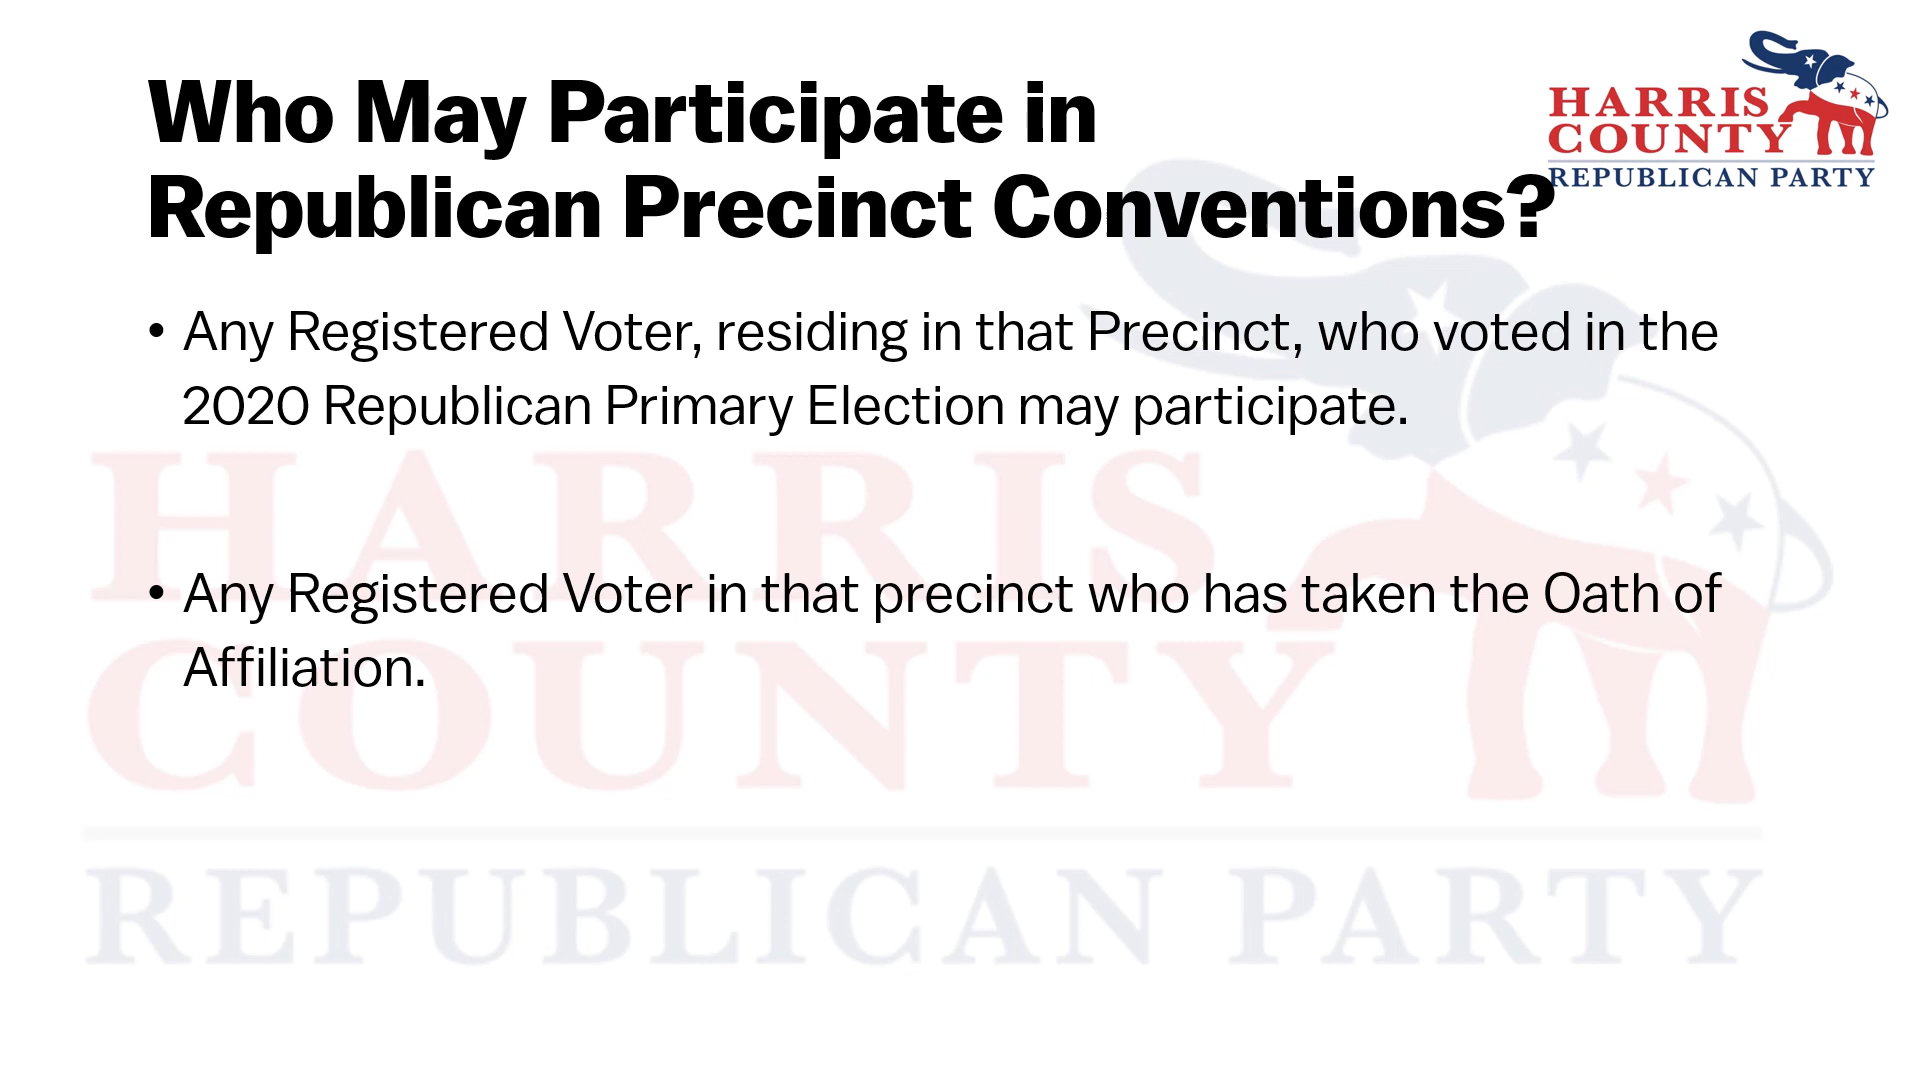 Who May Participate in
Republican Precinct Conventions?
HARRIS
COUNTY
REPUBLICAN PARTY
• Any Registered Voter, residing in that Precinct, who voted in the
2020 Republican Primary Election may participate.
• Any Registered Voter in that precinct who has taken the Oath of
Affiliation.
HARRIS
COUNTY
REPUBLICAN PARTY